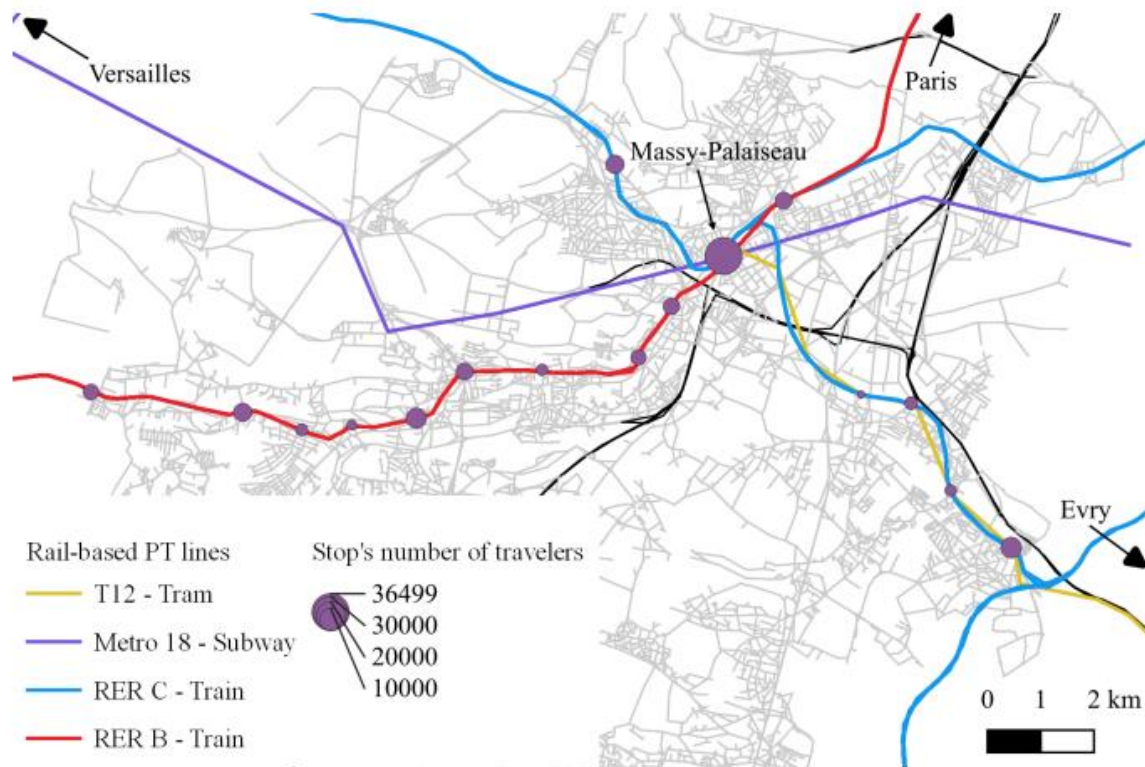 Versailles
Paris
Massy-Palaiseau
Evry
Rail-based PT lines
T12 - Tram
Metro 18 - Subway
RER C - Train
RER B - Train
Stop's number of travelers
36499
30000
20000
10000
0 1 2 km